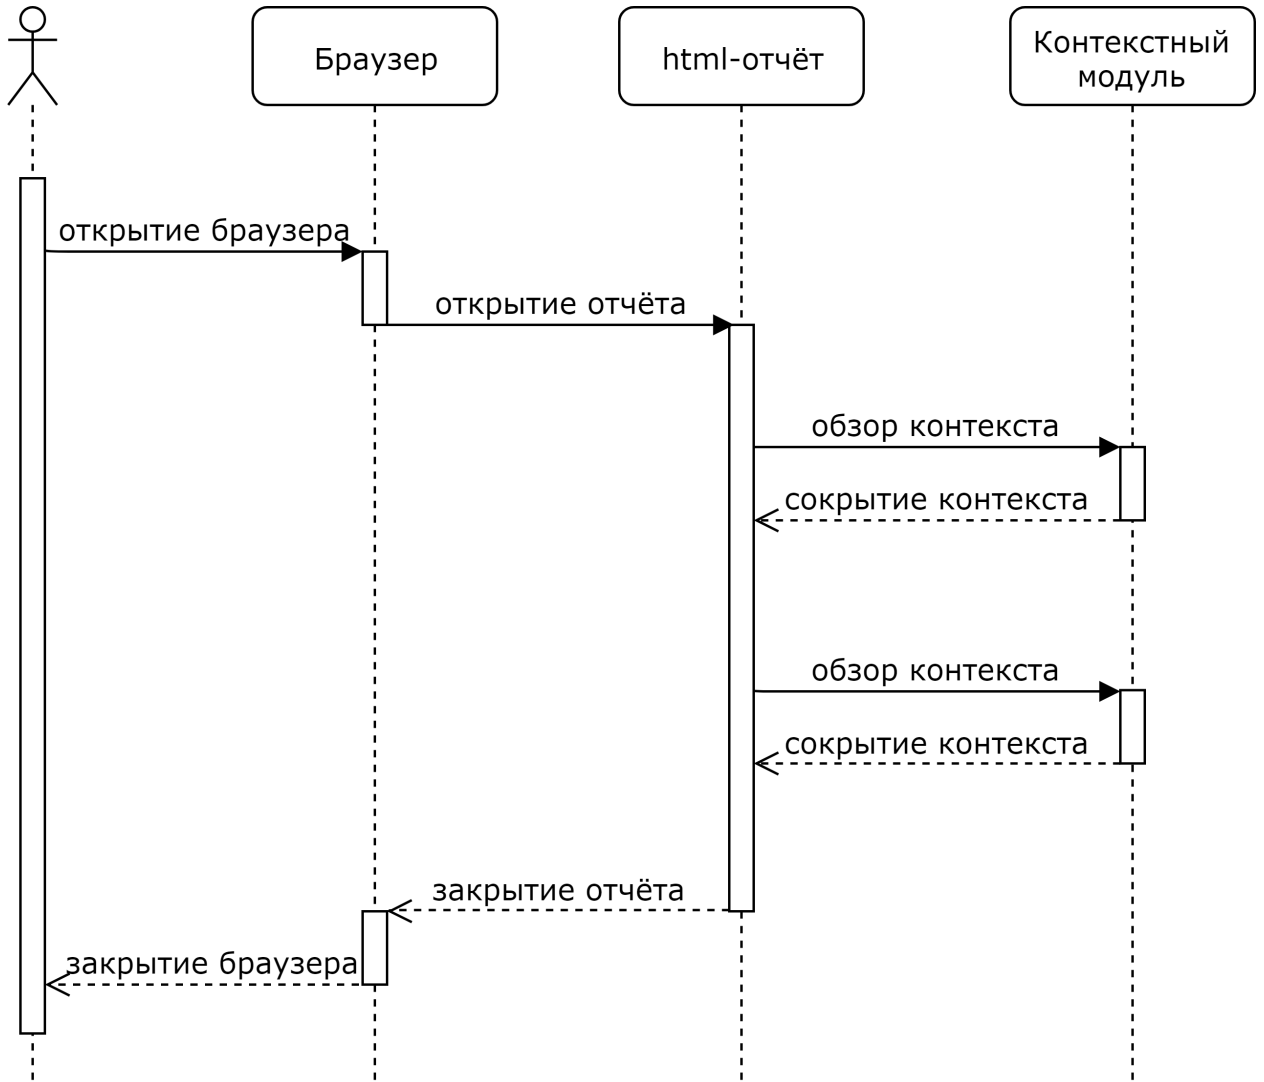 Браузер
html-отчёт
Контекстный
модуль
открытие браузера
открытие отчёта
обзор контекста
сокрытие контекста
обзор контекста
сокрытие контекста
закрытие отчёта
закрытие браузера